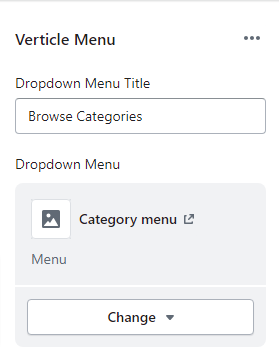 Verticle Menu
Dropdown Menu Title
Browse Categories
Dropdown Menu
Category menu
Menu
Change